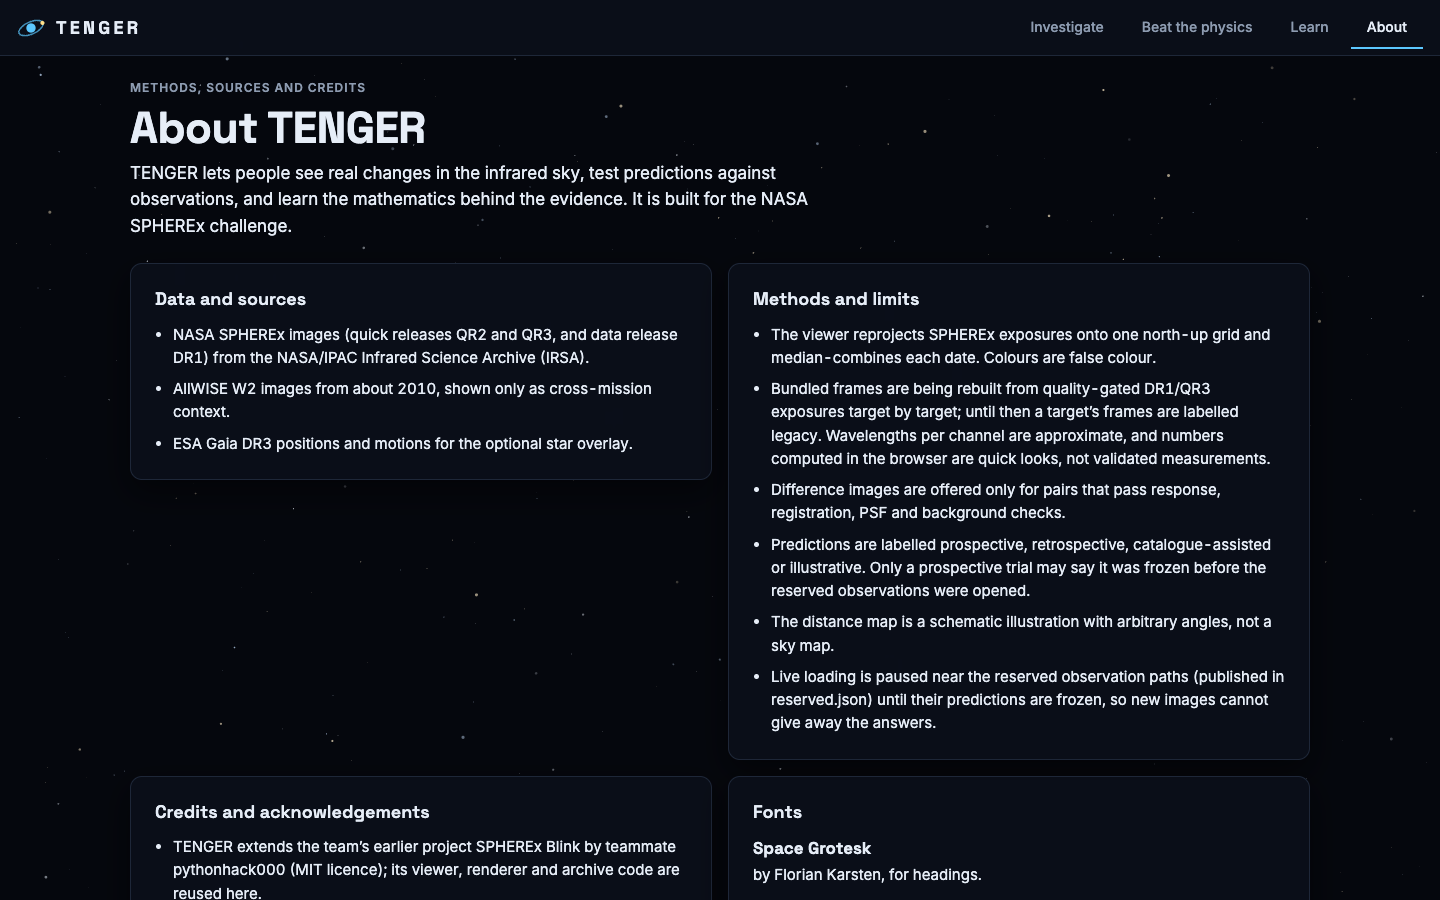 TENGER
Investigate
Beat the physics
Learn
About
METHODS, SOURCES AND CREDITS
About TENGER
TENGER lets people see real changes in the infrared sky, test predictions against
observations, and learn the mathematics behind the evidence. It is built for the NASA
SPHEREx challenge.
Data and sources
• NASA SPHEREx images (quick releases QR2 and QR3, and data release
DR1) from the NASA/IPAC Infrared Science Archive (IRSA).
• AllWISE W2 images from about 2010, shown only as cross-mission
context.
• ESA Gaia DR3 positions and motions for the optional star overlay.
Methods and limits
• The viewer reprojects SPHEREx exposures onto one north-up grid and
median-combines each date. Colours are false colour.
• Bundled frames are being rebuilt from quality-gated DR1/QR3
exposures target by target; until then a target’s frames are labelled
legacy. Wavelengths per channel are approximate, and numbers
computed in the browser are quick looks, not validated measurements.
• Difference images are offered only for pairs that pass response,
registration, PSF and background checks.
• Predictions are labelled prospective, retrospective, catalogue-assisted
or illustrative. Only a prospective trial may say it was frozen before the
reserved observations were opened.
• The distance map is a schematic illustration with arbitrary angles, not a
sky map.
• Live loading is paused near the reserved observation paths (published in
reserved.json) until their predictions are frozen, so new images cannot
give away the answers.
Credits and acknowledgements
• TENGER extends the team’s earlier project SPHEREx Blink by teammate
pythonhack000 (MIT licence); its viewer, renderer and archive code are
reused here.
Fonts
Space Grotesk
by Florian Karsten, for headings.